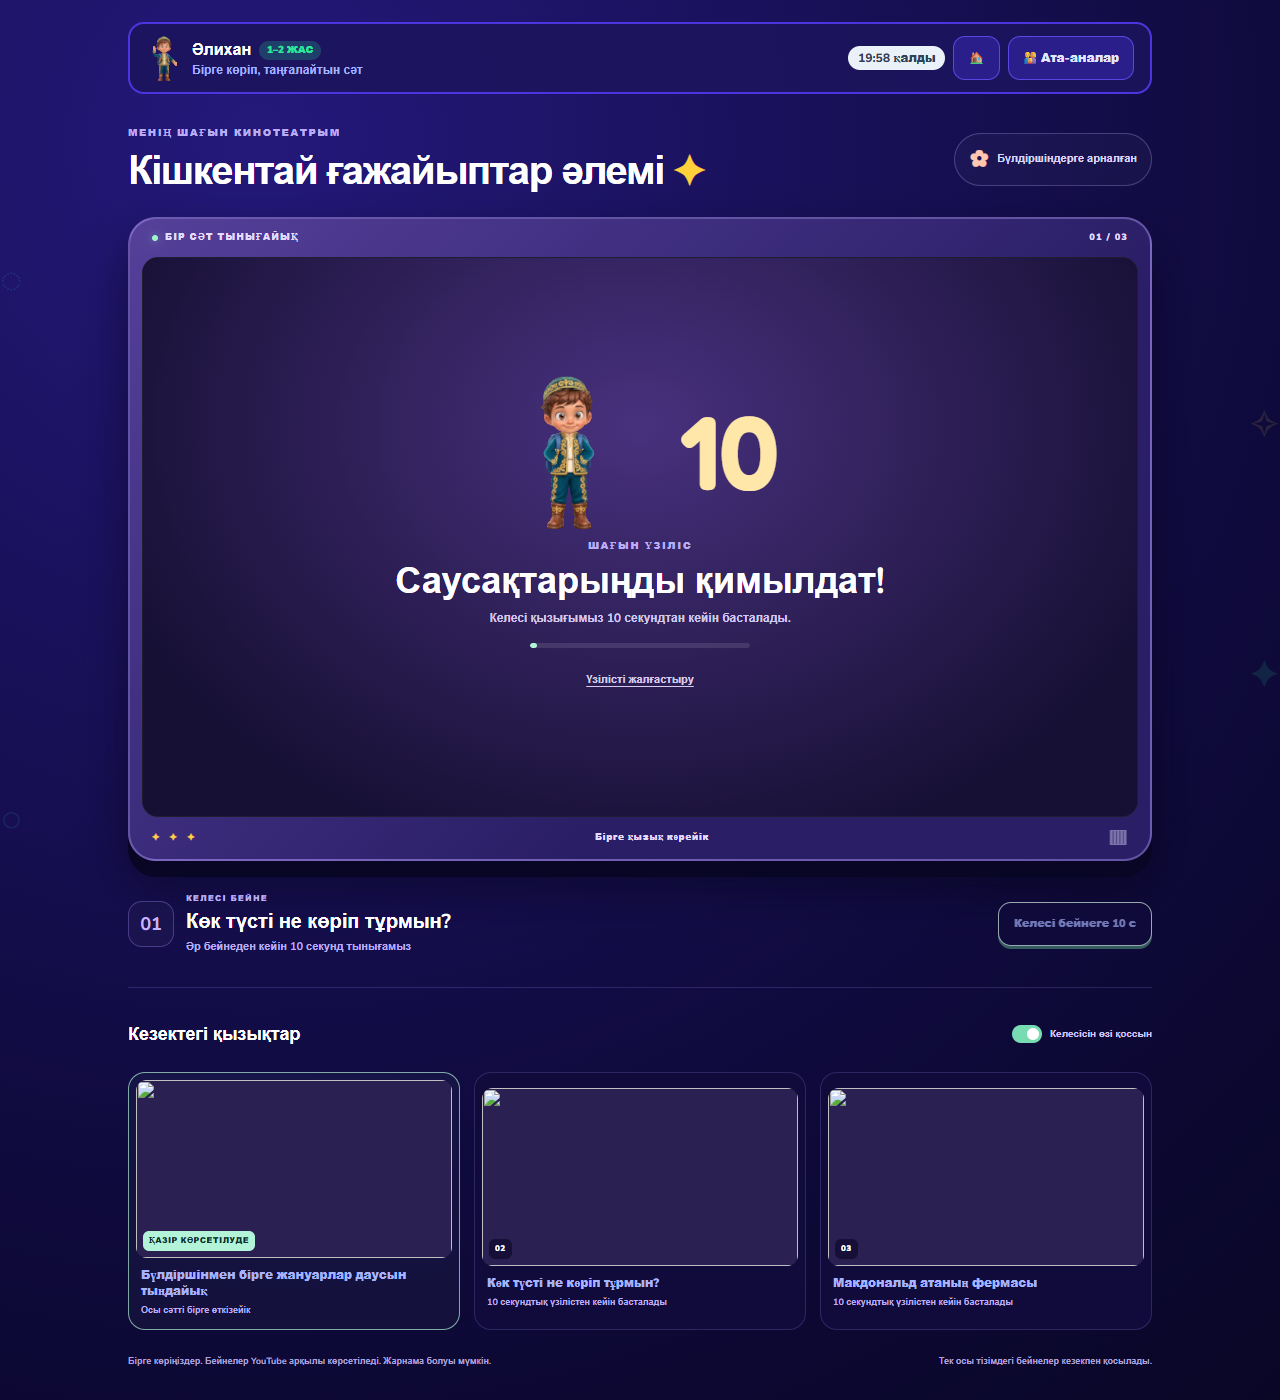 Әлихан 1–2 ЖАС
Бірге көріп, таңғалайтын сәт
19:58 қалды
Ата-аналар
МЕНІҢ ШАҒЫН КИНОТЕАТРЫМ
Кішкентай ғажайыптар әлемі
Бүлдіршіндерге арналған
БІР СӘТ ТЫНЫҒАЙЫҚ
01 / 03
10
ШАҒЫН ҮЗІЛІС
Саусақтарыңды қимылдат!
Келесі қызығымыз 10 секундтан кейін басталады.
Үзілісті жалғастыру
Бірге қызық көрейік
01
КЕЛЕСІ БЕЙНЕ
Көк түсті не көріп тұрмын?
Әр бейнеден кейін 10 секунд тынығамыз
Келесі бейнеге 10 с
Кезектегі қызықтар
Келесісін өзі қоссын
ҚАЗІР КӨРСЕТІЛУДЕ
Бүлдіршінмен бірге жануарлар даусын
тыңдайық
Осы сәтті бірге өткізейік
02
Көк түсті не көріп тұрмын?
10 секундтық үзілістен кейін басталады
03
Макдональд атаның фермасы
10 секундтық үзілістен кейін басталады
Бірге көріңіздер. Бейнелер YouTube арқылы көрсетіледі. Жарнама болуы мүмкін.
Тек осы тізімдегі бейнелер кезекпен қосылады.